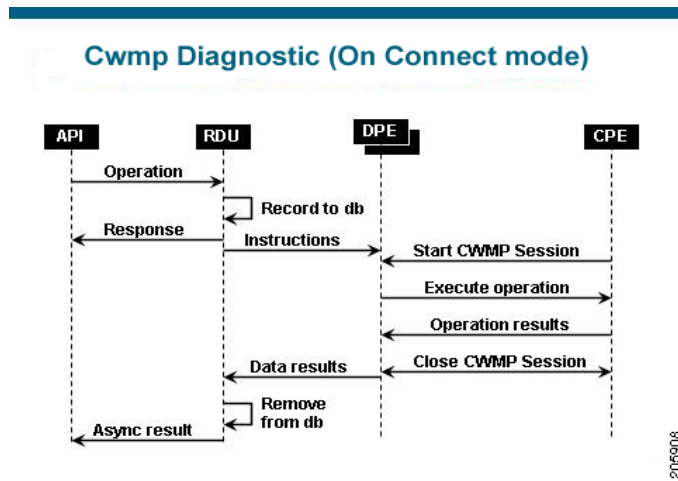 Cwmp Diagnostic (On Connect mode)
API
RDU
DPE
CPE
Operation
Record to db
Response
Instructions
Start CWMP Session
Execute operation
Operation results
Data results
Close CWMP Session
Remove
from db
Async result
205908